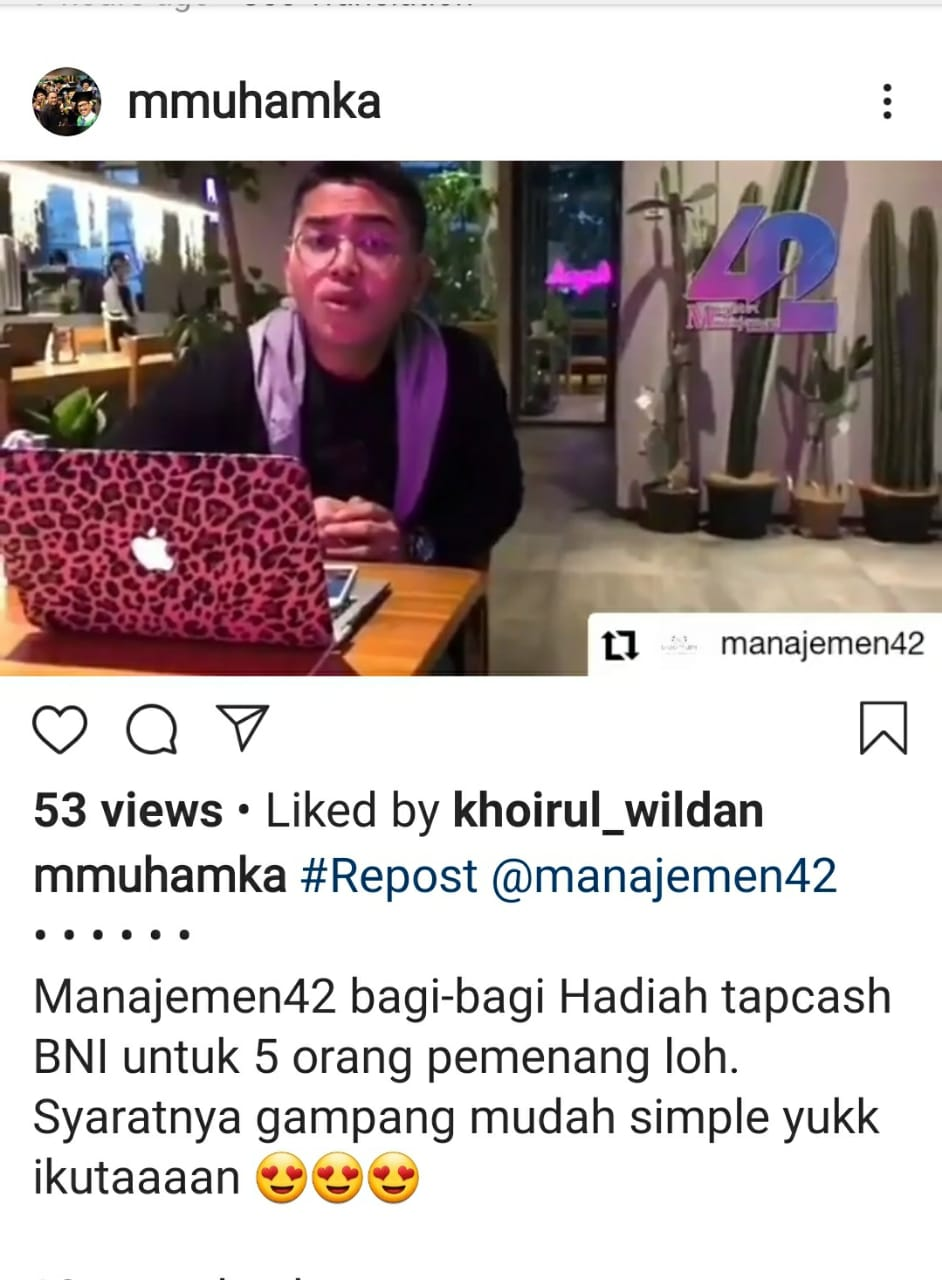 mmuhamka
42
manajemen42
53 views • Liked by khoirul_wildan
mmuhamka #Repost @manajemen42
• • • • • •
Manajemen42 bagi-bagi Hadiah tapcash
BNI untuk 5 orang pemenang loh.
Syaratnya gampang mudah simple yukk
ikutaaaan 😍😍😍